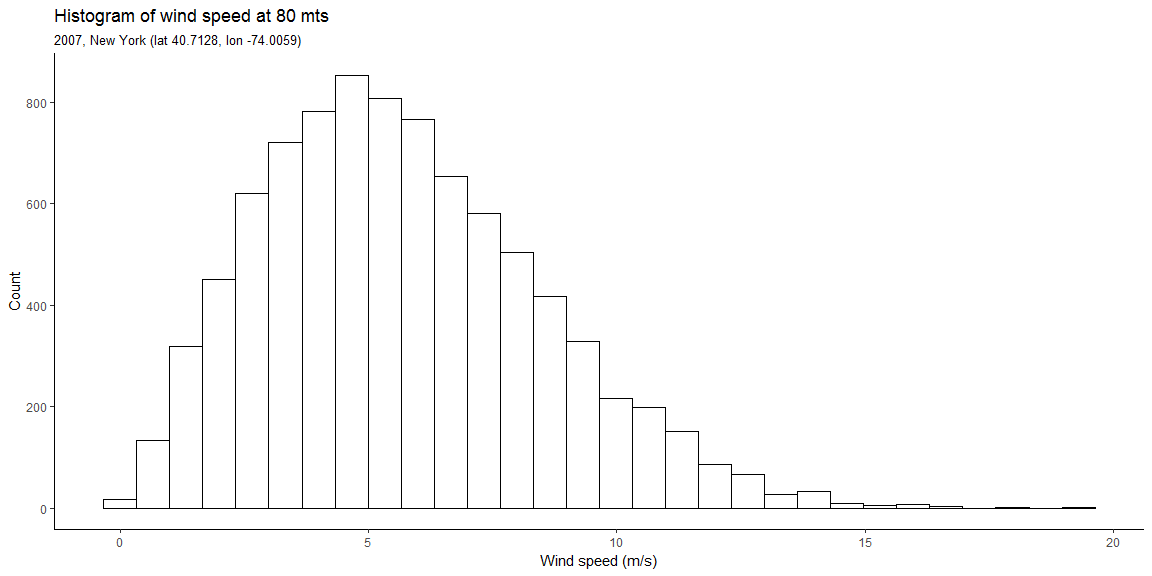 Histogram of wind speed at 80 mts
2007, New York (lat 40.7128, lon -74.0059)
Count
800
600
400
200
0
0 5 10 15 20
Wind speed (m/s)